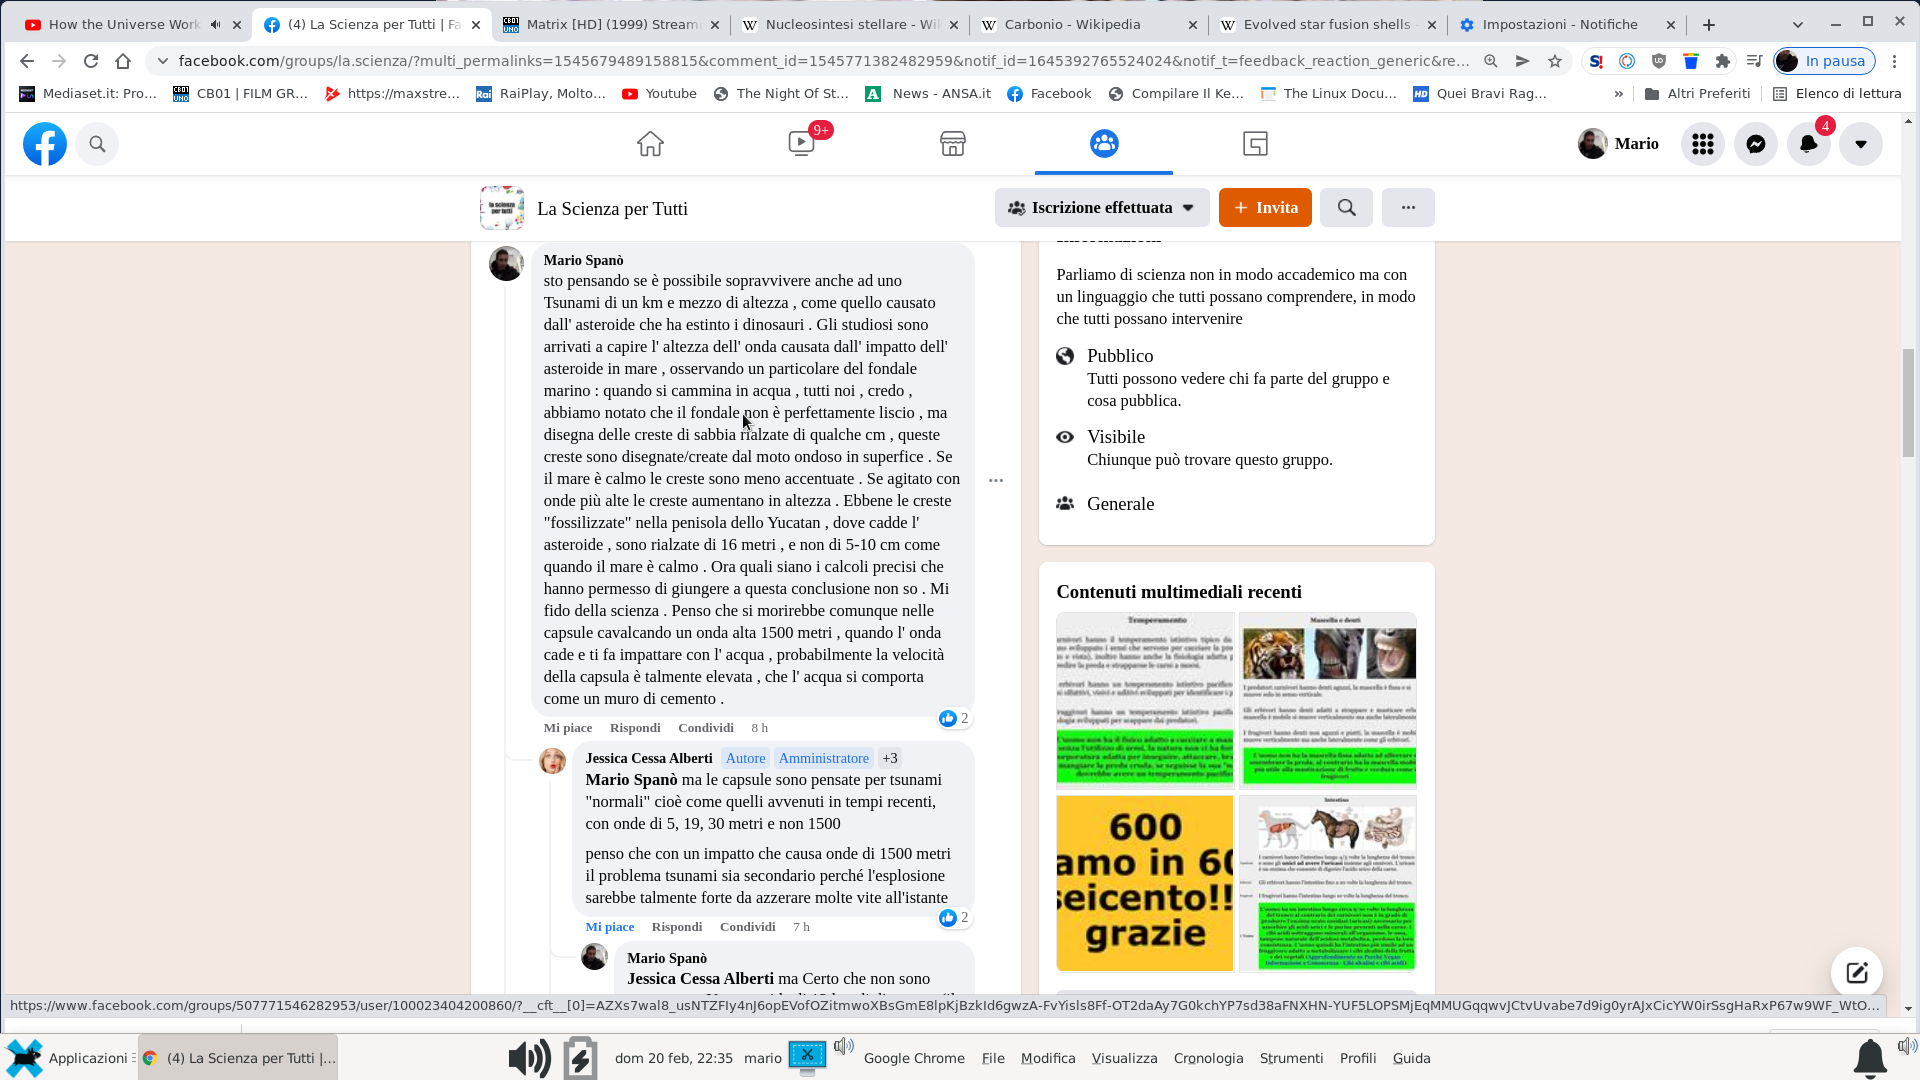 How the Universe Work
(4) La Scienza per Tutti | Fa
Matrix [HD] (1999) Stream
Nucleosintesi stellare - Wi
Carbonio - Wikipedia
Evolved star fusion shells -
Impostazioni - Notifiche
facebook.com/groups/la.scienza/?multi_permalinks=1545679489158815&comment_id=1545771382482959&notif_id=1645392765524024&notif_t=feedback_reaction_generic&re...
In pausa
Mediaset.it: Pro...
CB01 | FILM GR...
https://maxstre...
RaiPlay, Molto...
Youtube
The Night Of St...
News - ANSA.it
Facebook
Compilare Il Ke...
The Linux Docu...
Quei Bravi Rag...
»
Altri Preferiti
Elenco di lettura
9+
Mario
4
La Scienza per Tutti
Iscrizione effettuata
+ Invita
Mario Spanò
sto pensando se è possibile sopravvivere anche ad uno
Tsunami di un km e mezzo di altezza , come quello causato
dall' asteroide che ha estinto i dinosauri . Gli studiosi sono
arrivati a capire l' altezza dell' onda causata dall' impatto dell'
asteroide in mare , osservando un particolare del fondale
marino : quando si cammina in acqua , tutti noi , credo ,
abbiamo notato che il fondale non è perfettamente liscio , ma
disegna delle creste di sabbia rialzate di qualche cm , queste
creste sono disegnate/create dal moto ondoso in superfice . Se
il mare è calmo le creste sono meno accentuate . Se agitato con
onde più alte le creste aumentano in altezza . Ebbene le creste
"fossilizzate" nella penisola dello Yucatan , dove cadde l'
asteroide , sono rialzate di 16 metri , e non di 5-10 cm come
quando il mare è calmo . Ora quali siano i calcoli precisi che
hanno permesso di giungere a questa conclusione non so . Mi
fido della scienza . Penso che si morirebbe comunque nelle
capsule cavalcando un onda alta 1500 metri , quando l' onda
cade e ti fa impattare con l' acqua , probabilmente la velocità
della capsula è talmente elevata , che l' acqua si comporta
come un muro di cemento .
2
Mi piace Rispondi Condividi 8 h
Jessica Cessa Alberti Autore Amministratore +3
Mario Spanò ma le capsule sono pensate per tsunami
"normali" cioè come quelli avvenuti in tempi recenti,
con onde di 5, 19, 30 metri e non 1500
penso che con un impatto che causa onde di 1500 metri
il problema tsunami sia secondario perché l'esplosione
sarebbe talmente forte da azzerare molte vite all'istante
2
Mi piace Rispondi Condividi 7 h
Mario Spanò
Jessica Cessa Alberti ma Certo che non sono
Parliamo di scienza non in modo accademico ma con
un linguaggio che tutti possano comprendere, in modo
che tutti possano intervenire
Pubblico
Tutti possono vedere chi fa parte del gruppo e
cosa pubblica.
Visibile
Chiunque può trovare questo gruppo.
Generale
Contenuti multimediali recenti
Temperamento
Mascella e denti
600
amo in 60
seicento!!
grazie
Intestino
(4) La Scienza per Tutti |...
Applicazioni
dom 20 feb, 22:35
mario
Google Chrome
File
Modifica
Visualizza
Cronologia
Strumenti
Profili
Guida